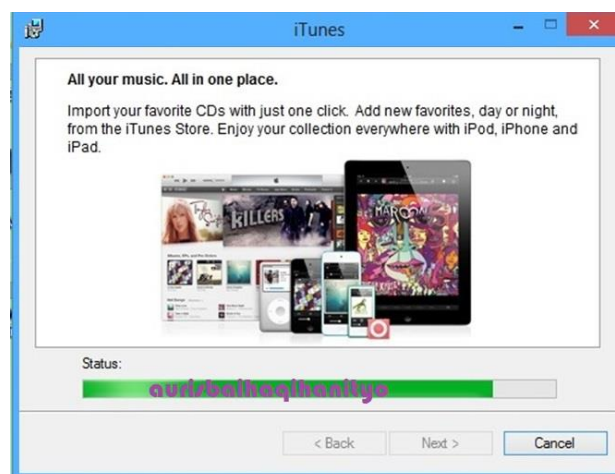 iTunes
All your music. All in one place.
Import your favorite CDs with just one click. Add new favorites, day or night,
from the iTunes Store. Enjoy your collection everywhere with iPod, iPhone and
iPad.
KILLERS
MAROON
Status:
aurisbaihaqihanityo
< Back
Next >
Cancel